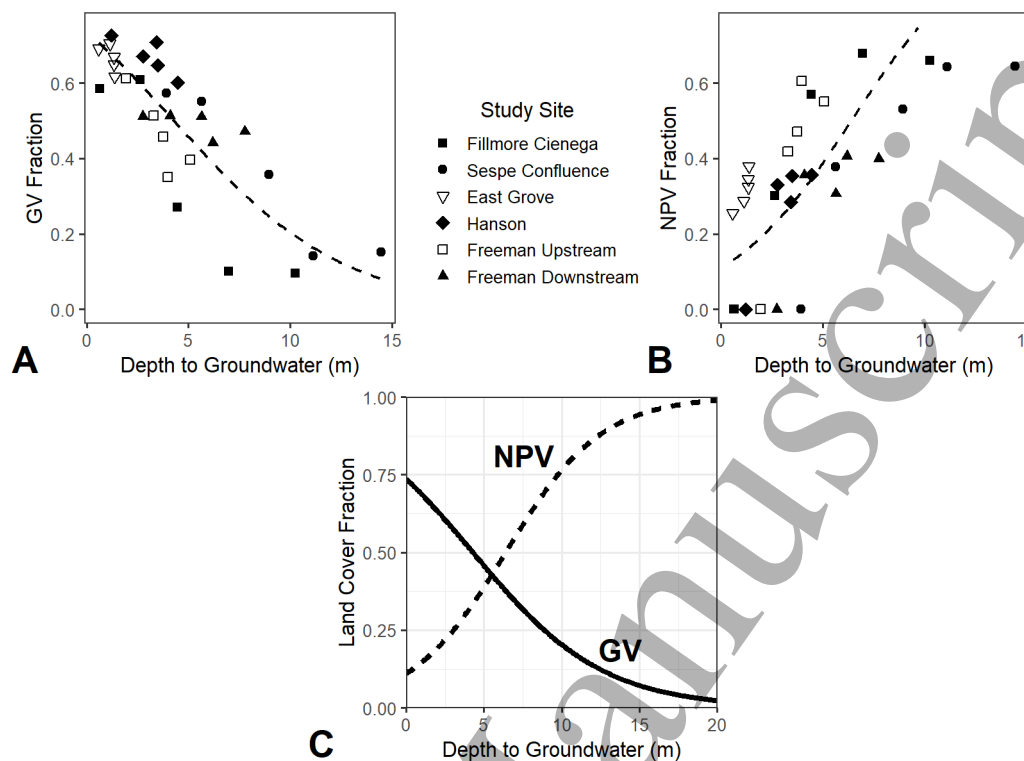 0.6
0.4
0.2
0.0
GV Fraction
0 5 10 15
Depth to Groundwater (m)
A
Study Site
Fillmore Cienega
Sespe Confluence
East Grove
Hanson
Freeman Upstream
Freeman Downstream
0.6
0.4
0.2
0.0
NPV Fraction
0 5 10
Depth to Groundwater (m)
B
1.00
0.75
0.50
0.25
0.00
Land Cover Fraction
NPV
GV
0 5 10 15 20
Depth to Groundwater (m)
C